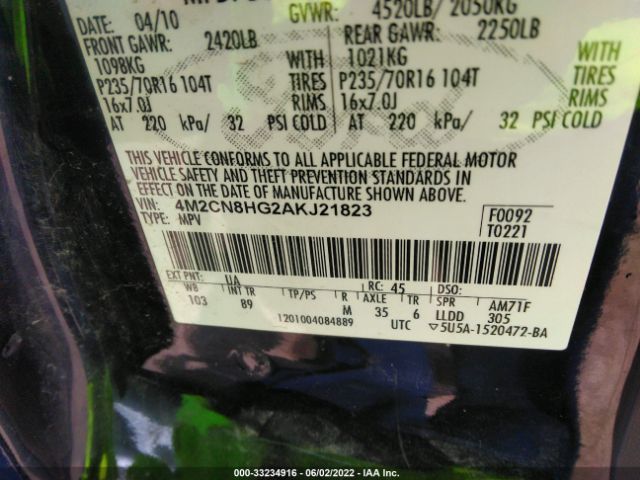 DATE: 04/10
GVWR: 4520LB/ 2050KG
FRONT GAWR: 2420LB
REAR GAWR: 2250LB
1098KG WITH 1021KG WITH
P235/70R16 104T TIRES P235/70R16 104T TIRES
16x7.0J RIMS 16x7.0J RIMS
AT 220 kPa/ 32 PSI COLD AT 220 kPa/ 32 PSI COLD
THIS VEHICLE CONFORMS TO ALL APPLICABLE FEDERAL MOTOR
VEHICLE SAFETY AND THEFT PREVENTION STANDARDS IN
EFFECT ON THE DATE OF MANUFACTURE SHOWN ABOVE.
VIN: 4M2CN8HG2AKJ21823
TYPE: MPV
F0092
T0221
EXT PNT: UA RC: 45 DSO:
WB INT TR TP/PS R AXLE TR SPR AM71F
103 B9 M 35 6 LLDD 305
1201004084889 UTC ▽5U5A-1520472-BA
000-33234916 - 06/02/2022 - IAA Inc.